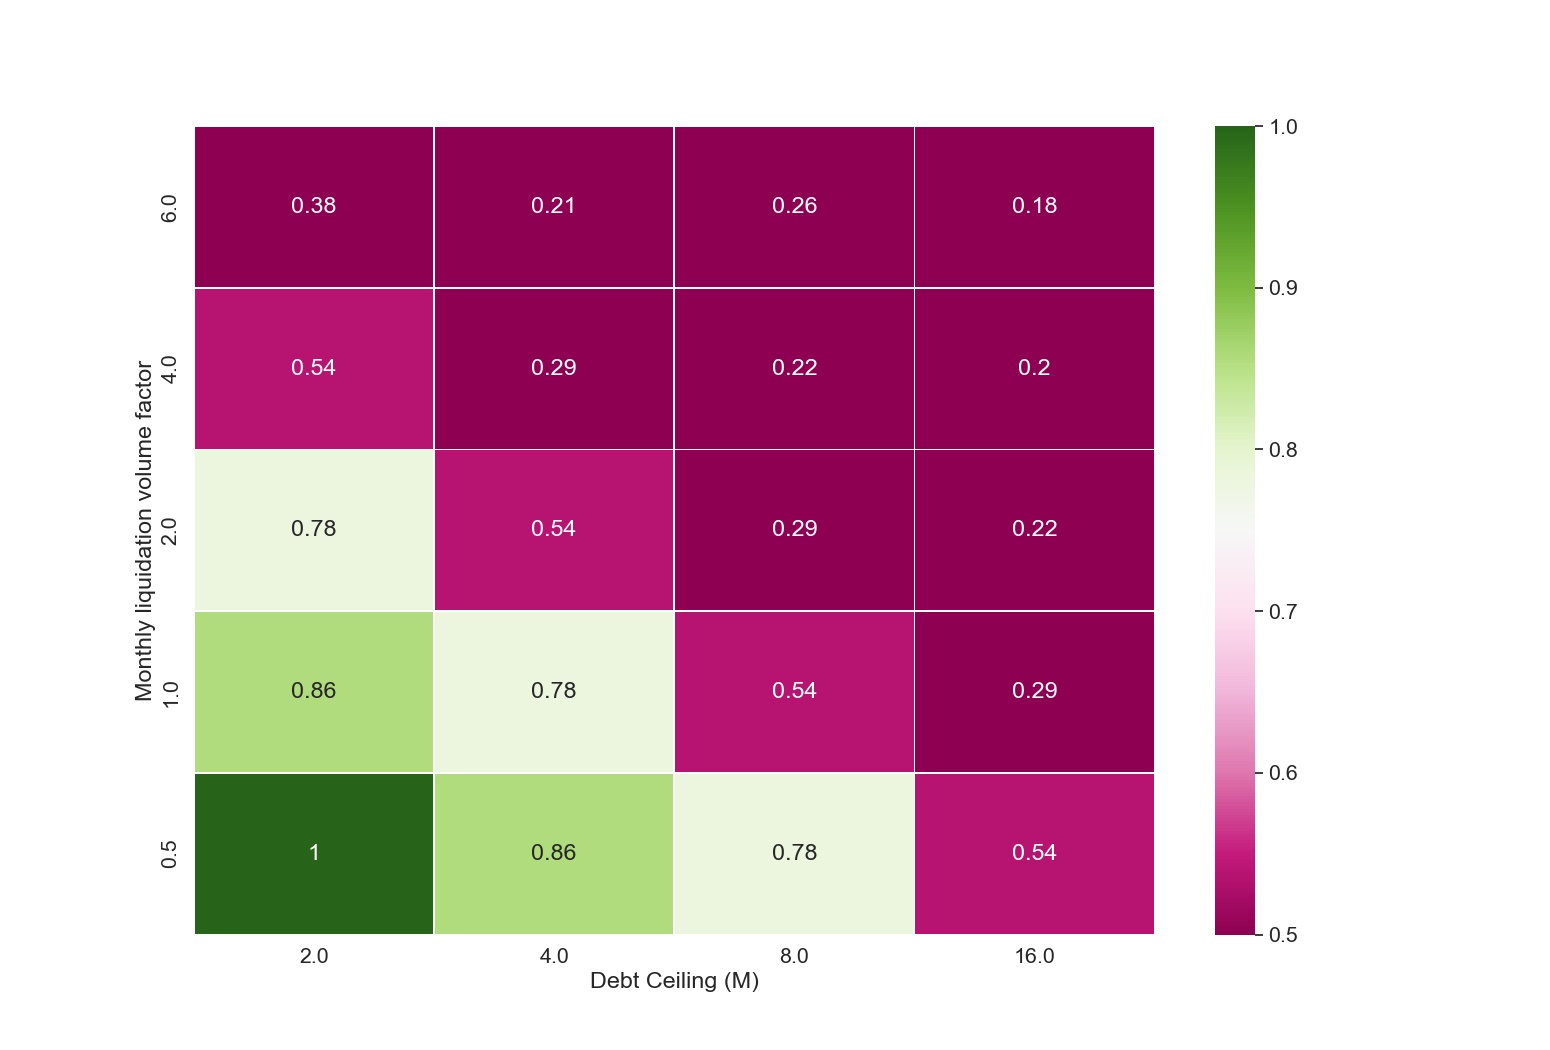 Monthly liquidation volume factor
6.0 0.38 0.21 0.26 0.18
4.0 0.54 0.29 0.22 0.2
2.0 0.78 0.54 0.29 0.22
1.0 0.86 0.78 0.54 0.29
0.5 1 0.86 0.78 0.54
2.0 4.0 8.0 16.0
Debt Ceiling (M)
1.0
0.9
0.8
0.7
0.6
0.5